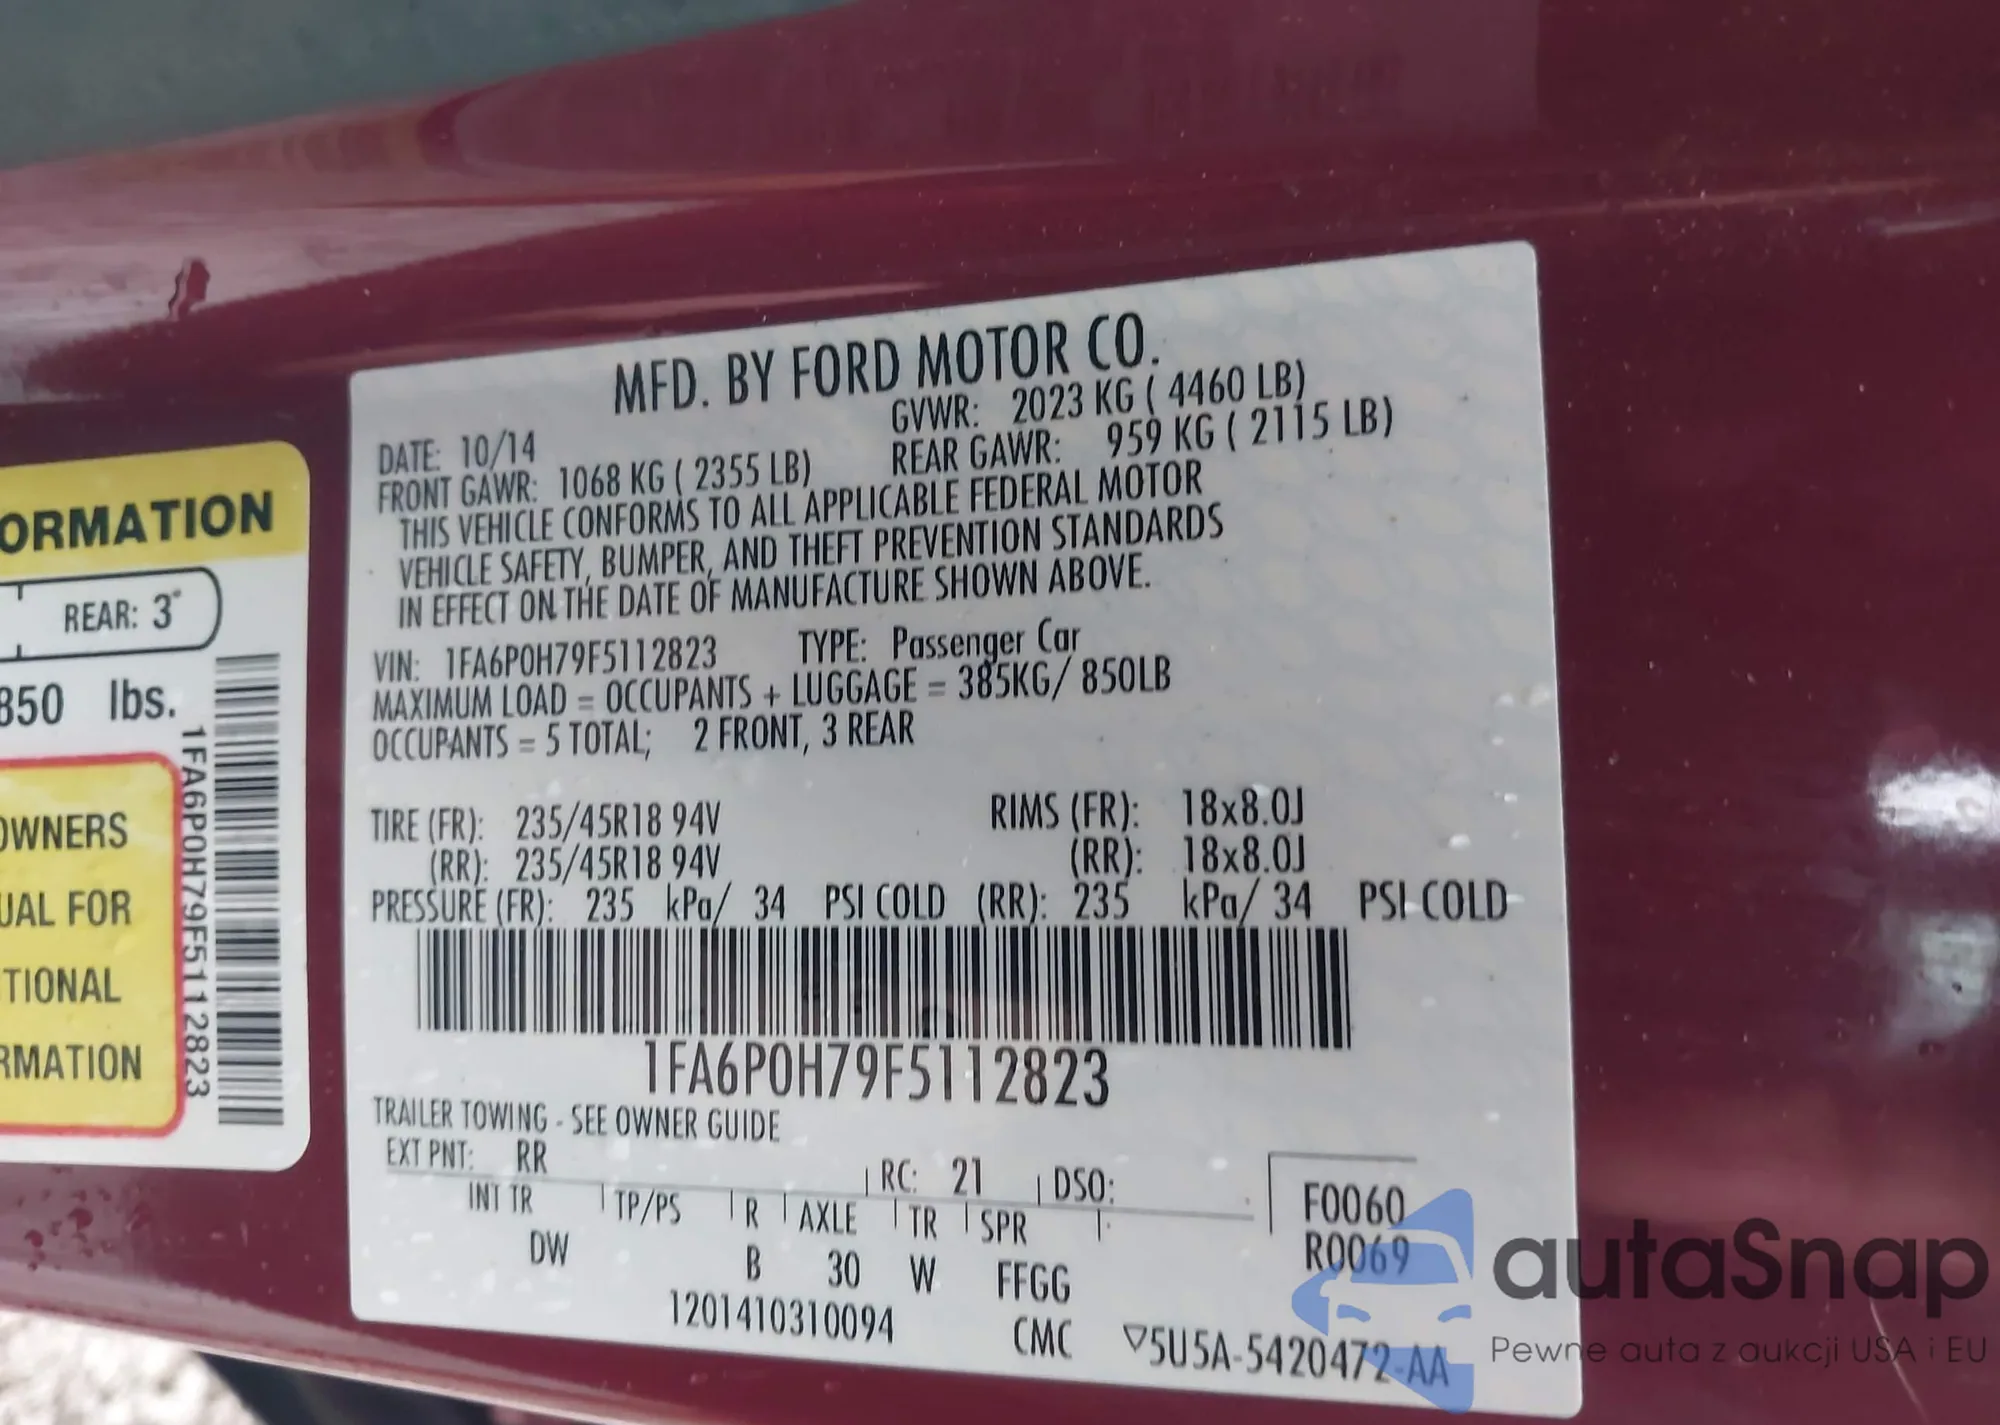 ORMATION
REAR: 3
850 lbs.
OWNERS
UAL FOR
TIONAL
RMATION
1FA6P0H79F5112823
MFD. BY FORD MOTOR CO.
DATE: 10/14
GVWR: 2023 KG ( 4460 LB)
FRONT GAWR: 1068 KG ( 2355 LB)
REAR GAWR: 959 KG ( 2115 LB)
THIS VEHICLE CONFORMS TO ALL APPLICABLE FEDERAL MOTOR
VEHICLE SAFETY, BUMPER, AND THEFT PREVENTION STANDARDS
IN EFFECT ON THE DATE OF MANUFACTURE SHOWN ABOVE.
VIN: 1FA6P0H79F5112823 TYPE: Passenger Car
MAXIMUM LOAD = OCCUPANTS + LUGGAGE = 385KG/ 850LB
OCCUPANTS = 5 TOTAL; 2 FRONT, 3 REAR
TIRE (FR): 235/45R18 94V RIMS (FR): 18x8.0J
(RR): 235/45R18 94V (RR): 18x8.0J
PRESSURE (FR): 235 kPa/ 34 PSI COLD (RR): 235 kPa/ 34 PSI COLD
1FA6P0H79F5112823
TRAILER TOWING - SEE OWNER GUIDE
EXT PNT: RR RC: 21 DSO:
INT TR TP/PS R AXLE TR SPR
DW B 30 W FFGG
F0060
R0069
1201410310094 CMC ▽5U5A-5420472-AA
autoSnap
Pewne auta z aukcji USA i EU